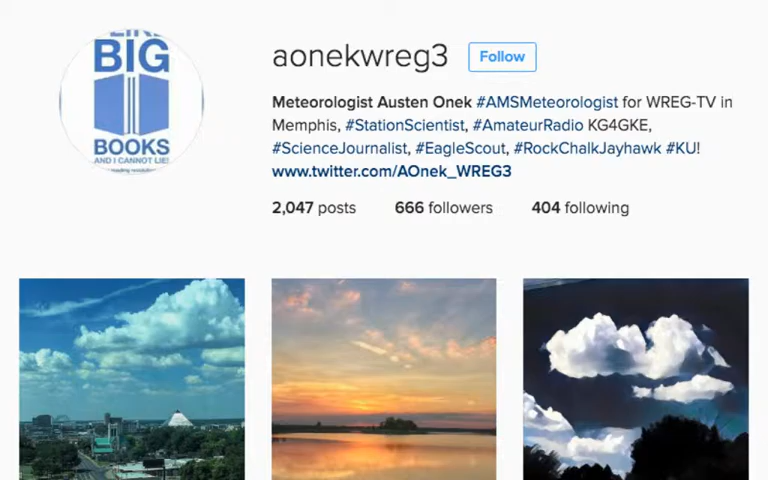 BIG
BOOKS
AND I CANNOT LIE!
aonekwreg3
Follow
Meteorologist Austen Onek #AMSMeteorologist for WREG-TV in
Memphis, #StationScientist, #AmateurRadio KG4GKE,
#ScienceJournalist, #EagleScout, #RockChalkJayhawk #KU!
www.twitter.com/AOnek_WREG3
2,047 posts 666 followers 404 following